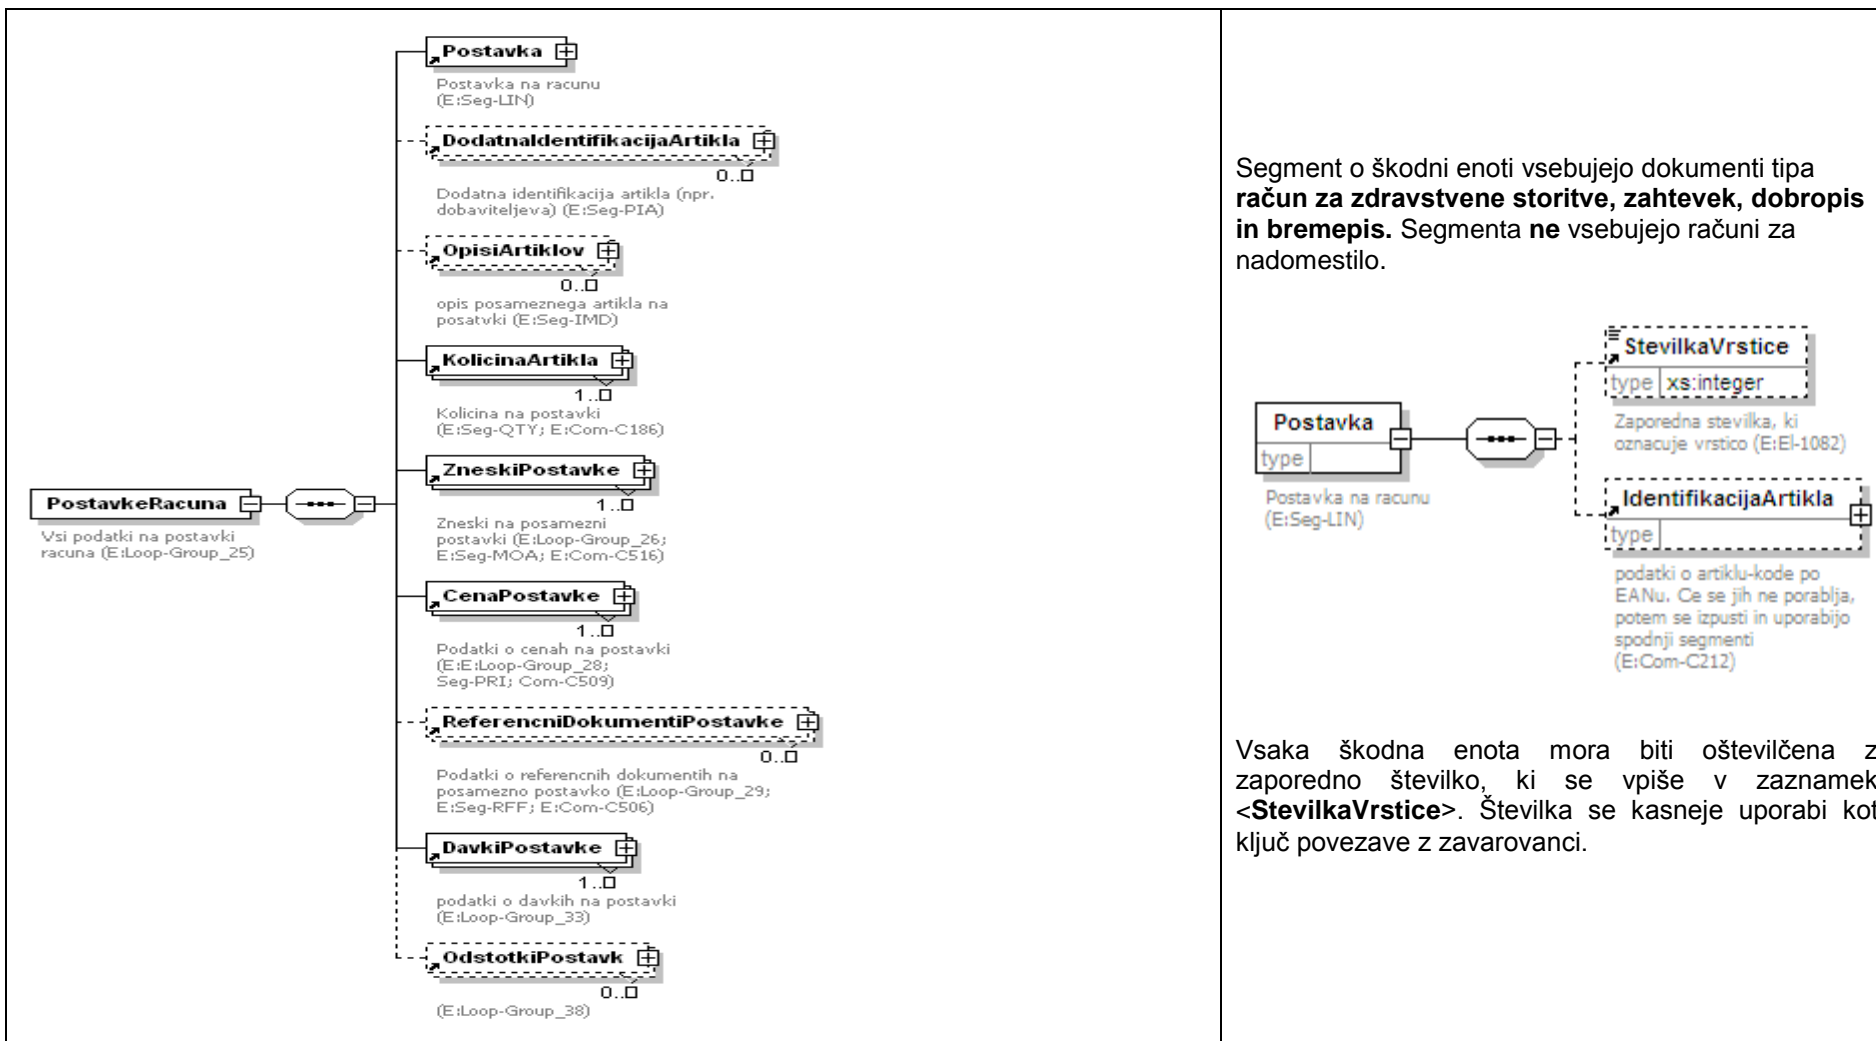 Postavka
Postavka na racunu
(E:Seg-LIN)
DodatnaIdentifikacijaArtikla
0..
Dodatna identifikacija artikla (npr.
dobaviteljeva) (E:Seg-PIA)
OpisiArtiklov
0..
opis posameznega artikla na
posatvki (E:Seg-IMD)
KolicinaArtikla
1..
Kolicina na postavki
(E:Seg-QTY; E:Com-C186)
ZneskiPostavke
1..
Zneski na posamezni
postavki (E:Loop-Group_26;
E:Seg-MOA; E:Com-C516)
PostavkeRacuna
Vsi podatki na postavki
racuna (E:Loop-Group_25)
CenaPostavke
1..
Podatki o cenah na postavki
(E:E:Loop-Group_28;
Seg-PRI; Com-C509)
ReferencniDokumentiPostavke
0..
Podatki o referencnih dokumentih na
posamezno postavko (E:Loop-Group_29;
E:Seg-RFF; E:Com-C506)
DavkiPostavke
1..
podatki o davkih na postavki
(E:Loop-Group_33)
OdstotkiPostavk
0..
(E:Loop-Group_38)
Segment o škodni enoti vsebujejo dokumenti tipa
račun za zdravstvene storitve, zahtevek, dobropis
in bremepis. Segmenta ne vsebujejo računi za
nadomestilo.
StevilkaVrstice
type xs:integer
Zaporedna stevilka, ki
oznacuje vrstico (E:El-1082)
Postavka
type
Postavka na racunu
(E:Seg-LIN)
IdentifikacijaArtikla
type
podatki o artiklu-kode po
EANu. Ce se jih ne porablja,
potem se izpusti in uporabijo
spodnji segmenti
(E:Com-C212)
Vsaka škodna enota mora biti oštevilčena z
zaporedno številko, ki se vpiše v zaznamek
<StevilkaVrstice>. Številka se kasneje uporabi kot
ključ povezave z zavarovanci.